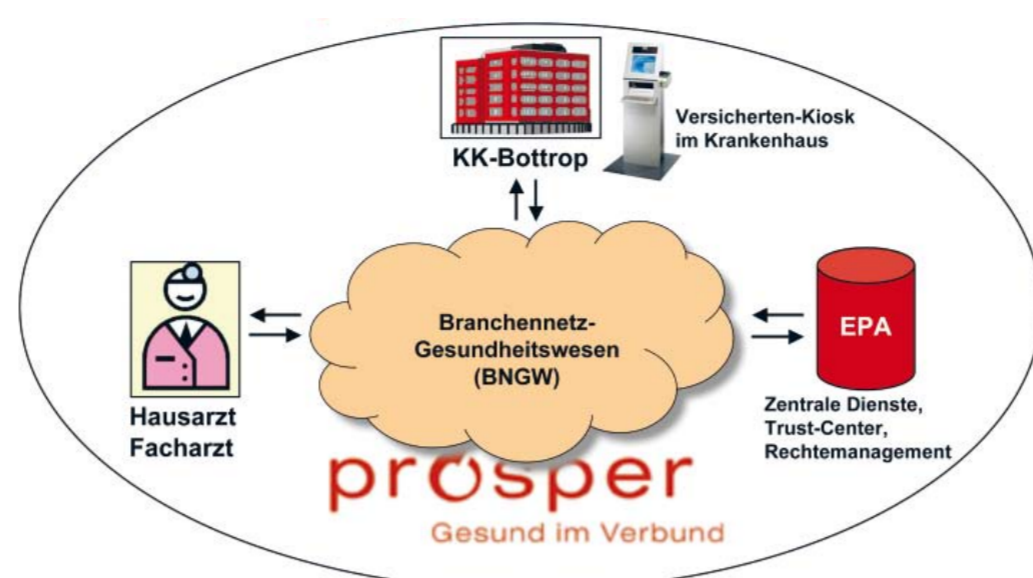 KK-Bottrop
Versicherten-Kiosk
im Krankenhaus
Hausarzt
Facharzt
Branchennetz-
Gesundheitswesen
(BNGW)
EPA
Zentrale Dienste,
Trust-Center,
Rechtemanagement
prosper
Gesund im Verbund